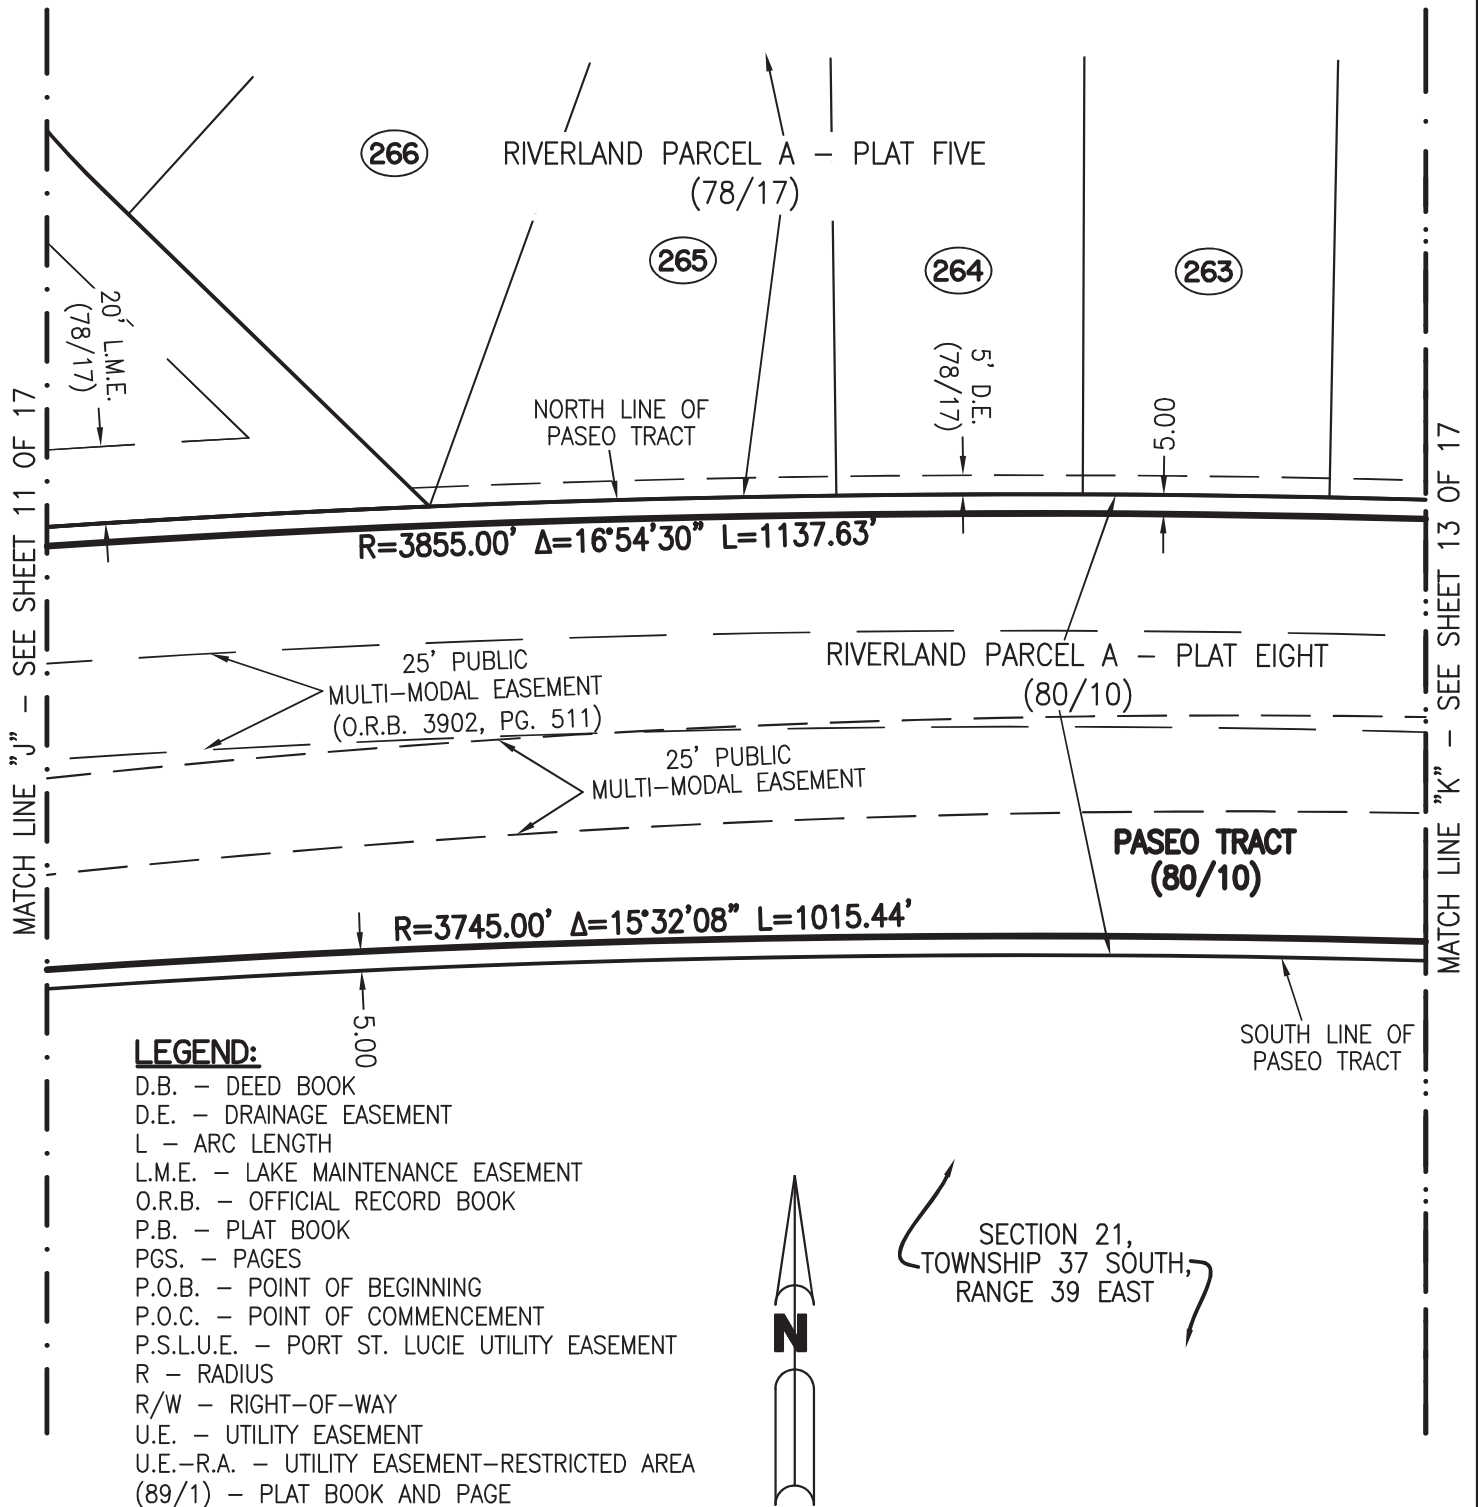 266
RIVERLAND PARCEL A – PLAT FIVE
(78/17)
265
264
263
20' L.M.E.
(78/17)
5' D.E.
(78/17)
NORTH LINE OF
PASEO TRACT
5.00
R=3855.00' Δ=16°54'30" L=1137.63'
MATCH LINE "J" – SEE SHEET 11 OF 17
MATCH LINE "K" – SEE SHEET 13 OF 17
25' PUBLIC
MULTI–MODAL EASEMENT
(O.R.B. 3902, PG. 511)
RIVERLAND PARCEL A – PLAT EIGHT
(80/10)
25' PUBLIC
MULTI–MODAL EASEMENT
PASEO TRACT
(80/10)
R=3745.00' Δ=15°32'08" L=1015.44'
5.00
SOUTH LINE OF
PASEO TRACT
LEGEND:
D.B. – DEED BOOK
D.E. – DRAINAGE EASEMENT
L – ARC LENGTH
L.M.E. – LAKE MAINTENANCE EASEMENT
O.R.B. – OFFICIAL RECORD BOOK
P.B. – PLAT BOOK
PGS. – PAGES
P.O.B. – POINT OF BEGINNING
P.O.C. – POINT OF COMMENCEMENT
P.S.L.U.E. – PORT ST. LUCIE UTILITY EASEMENT
R – RADIUS
R/W – RIGHT–OF–WAY
U.E. – UTILITY EASEMENT
U.E.–R.A. – UTILITY EASEMENT–RESTRICTED AREA
(89/1) – PLAT BOOK AND PAGE
N
SECTION 21,
TOWNSHIP 37 SOUTH,
RANGE 39 EAST